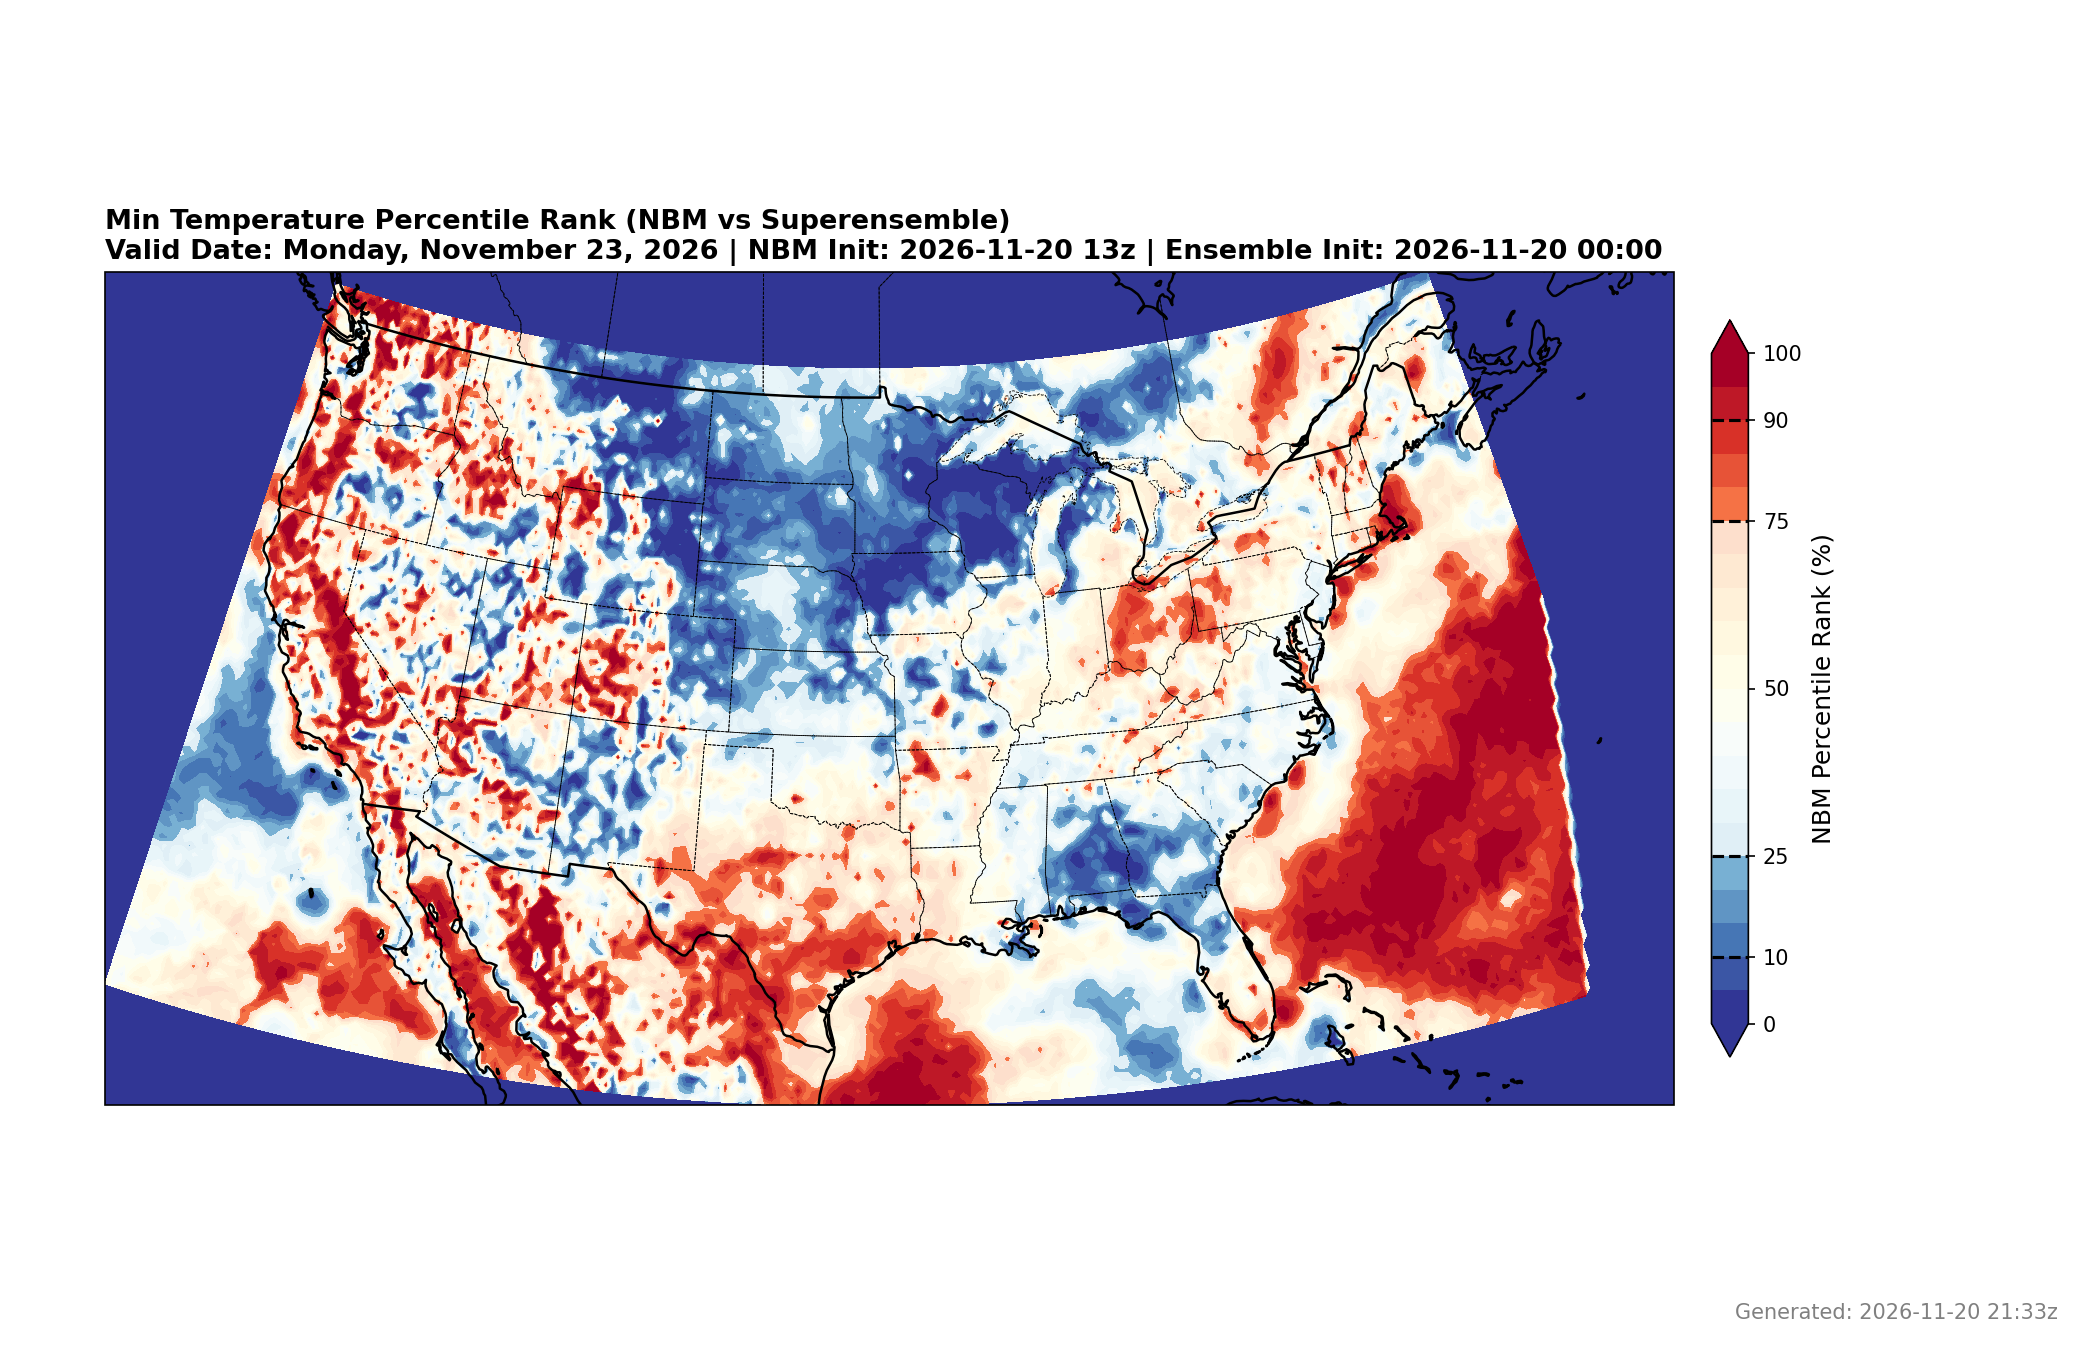 Min Temperature Percentile Rank (NBM vs Superensemble)
Valid Date: Monday, November 23, 2026 | NBM Init: 2026-11-20 13z | Ensemble Init: 2026-11-20 00:00
100
90
75
50
25
10
0
NBM Percentile Rank (%)
Generated: 2026-11-20 21:33z